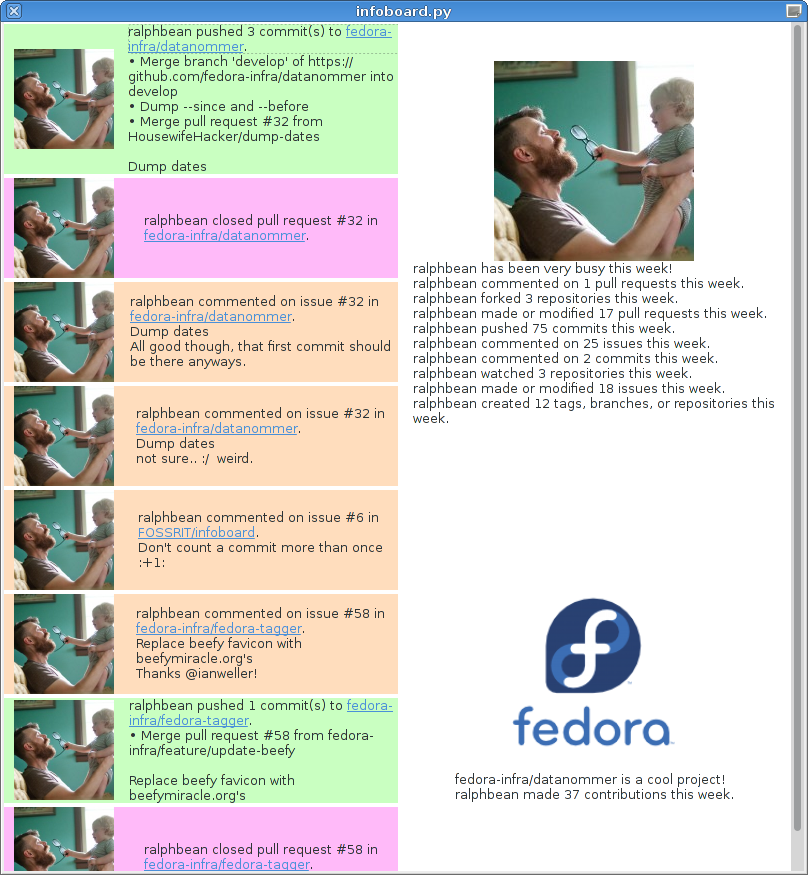 infoboard.py
ralphbean pushed 3 commit(s) to fedora-
infra/datanommer.
• Merge branch 'develop' of https://
github.com/fedora-infra/datanommer into
develop
• Dump --since and --before
• Merge pull request #32 from
HousewifeHacker/dump-dates
Dump dates
ralphbean closed pull request #32 in
fedora-infra/datanommer.
ralphbean commented on issue #32 in
fedora-infra/datanommer.
Dump dates
All good though, that first commit should
be there anyways.
ralphbean commented on issue #32 in
fedora-infra/datanommer.
Dump dates
not sure.. :/  weird.
ralphbean commented on issue #6 in
FOSSRIT/infoboard.
Don't count a commit more than once
:+1:
ralphbean commented on issue #58 in
fedora-infra/fedora-tagger.
Replace beefy favicon with
beefymiracle.org's
Thanks @ianweller!
ralphbean pushed 1 commit(s) to fedora-
infra/fedora-tagger.
• Merge pull request #58 from fedora-
infra/feature/update-beefy
Replace beefy favicon with
beefymiracle.org's
ralphbean closed pull request #58 in
fedora-infra/fedora-tagger.
ralphbean has been very busy this week!
ralphbean commented on 1 pull requests this week.
ralphbean forked 3 repositories this week.
ralphbean made or modified 17 pull requests this week.
ralphbean pushed 75 commits this week.
ralphbean commented on 25 issues this week.
ralphbean commented on 2 commits this week.
ralphbean watched 3 repositories this week.
ralphbean made or modified 18 issues this week.
ralphbean created 12 tags, branches, or repositories this
week.
fedora
fedora-infra/datanommer is a cool project!
ralphbean made 37 contributions this week.